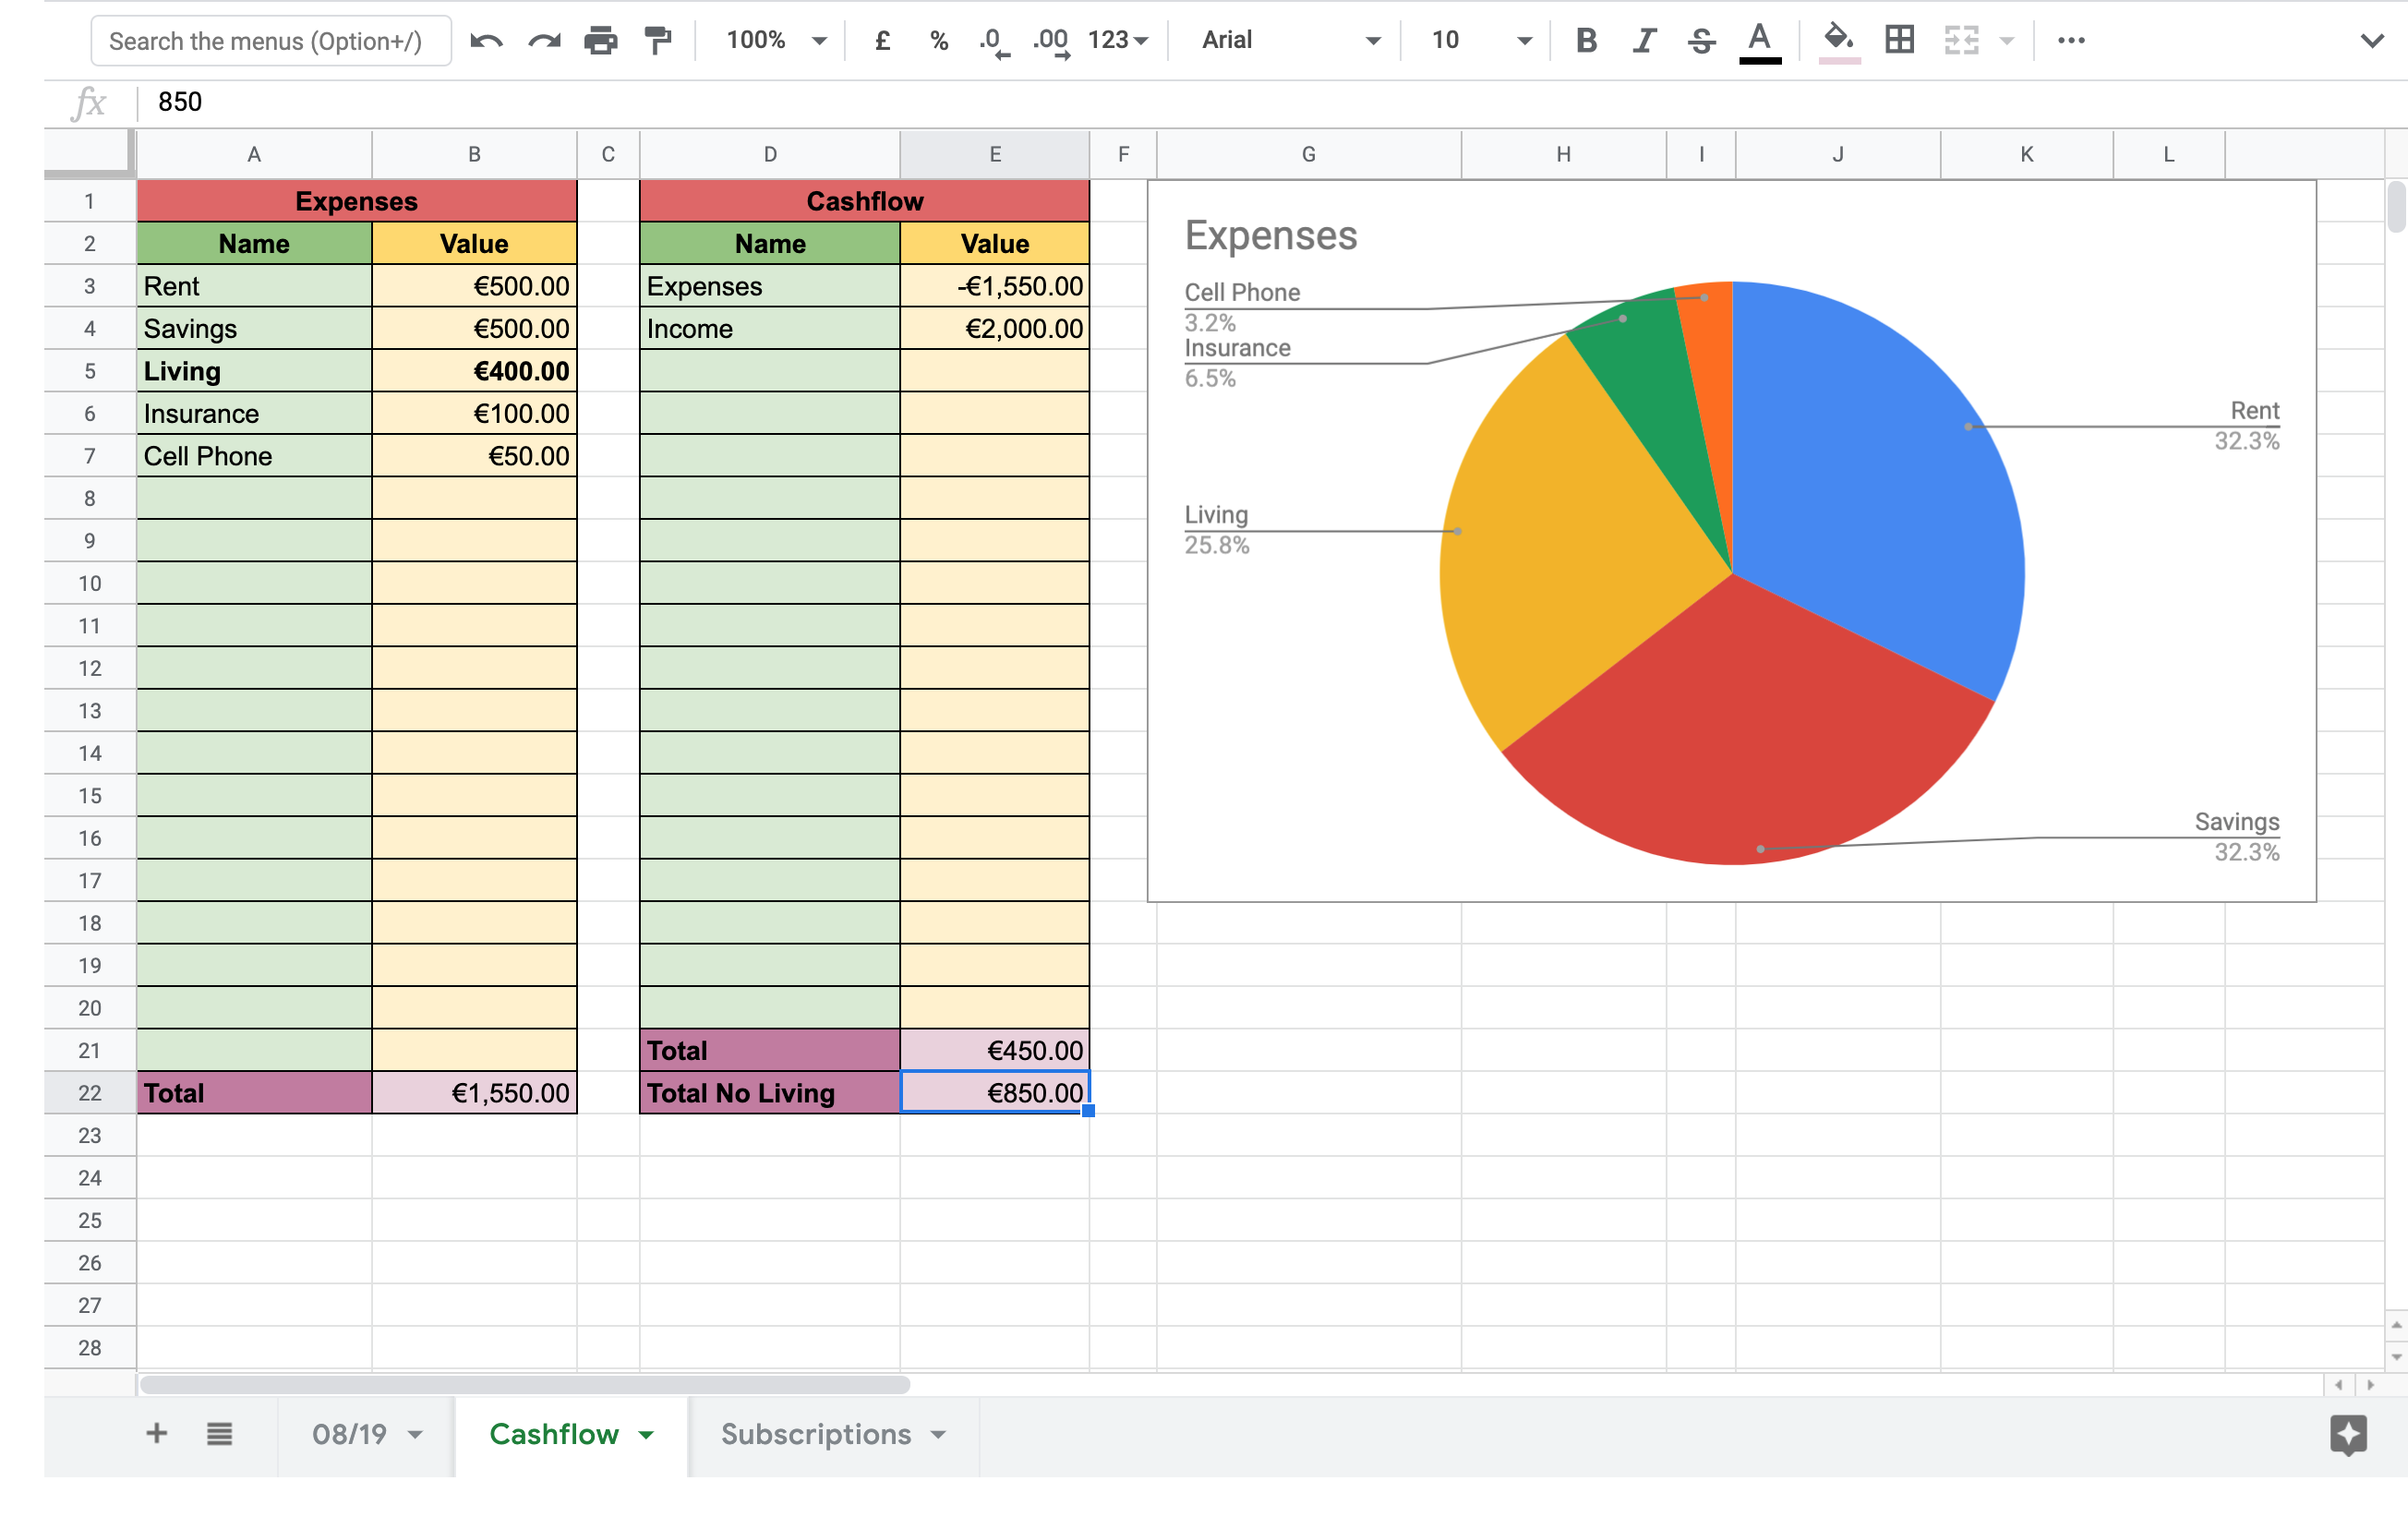 Search the menus (Option+/) 100% £ % .0 .00 123 Arial 10 B I S A
fx 850
A B C D E F G H I J K L
1 Expenses Cashflow
2 Name Value Name Value
3 Rent €500.00 Expenses -€1,550.00
4 Savings €500.00 Income €2,000.00
5 Living €400.00
6 Insurance €100.00
7 Cell Phone €50.00
8
9
10
11
12
13
14
15
16
17
18
19
20
21 Total €450.00
22 Total €1,550.00 Total No Living €850.00
23
24
25
26
27
28
Expenses
Cell Phone
3.2%
Insurance
6.5%
Rent
32.3%
Living
25.8%
Savings
32.3%
+ 08/19 Cashflow Subscriptions